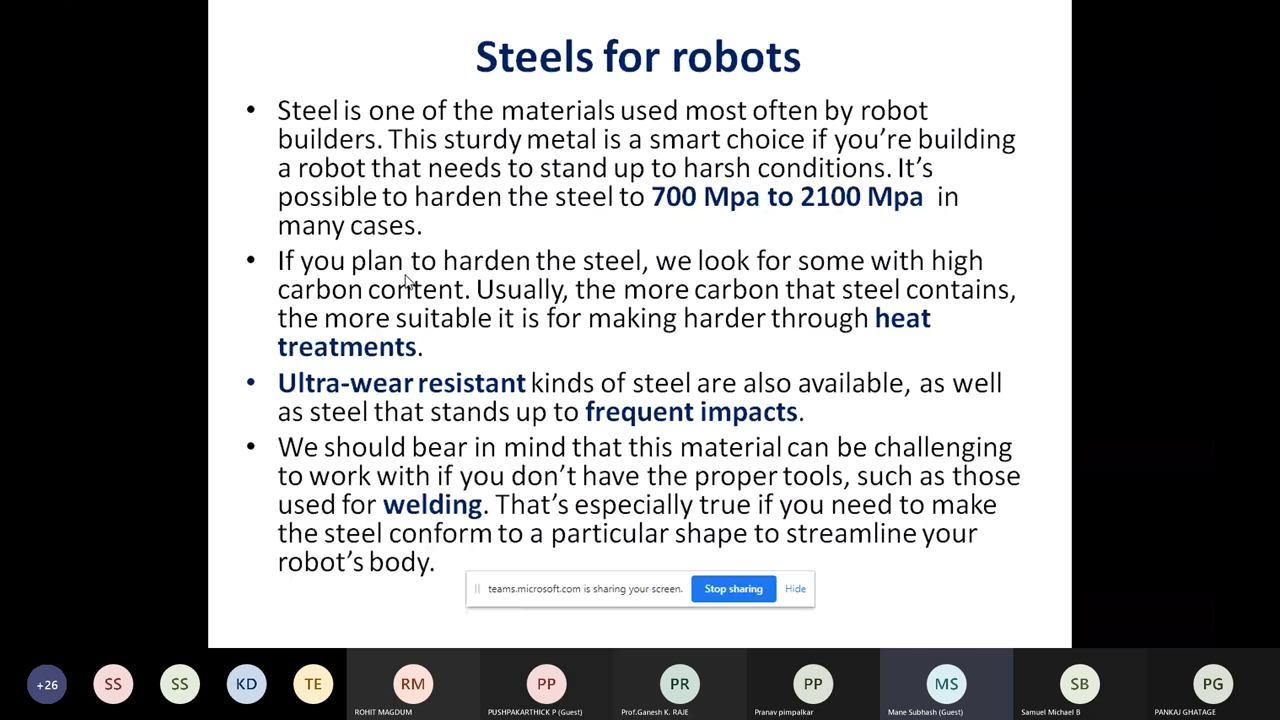 Steels for robots
• Steel is one of the materials used most often by robot
builders. This sturdy metal is a smart choice if you’re building
a robot that needs to stand up to harsh conditions. It’s
possible to harden the steel to 700 Mpa to 2100 Mpa in
many cases.
• If you plan to harden the steel, we look for some with high
carbon content. Usually, the more carbon that steel contains,
the more suitable it is for making harder through heat
treatments.
• Ultra-wear resistant kinds of steel are also available, as well
as steel that stands up to frequent impacts.
• We should bear in mind that this material can be challenging
to work with if you don’t have the proper tools, such as those
used for welding. That’s especially true if you need to make
the steel conform to a particular shape to streamline your
robot’s body.
teams.microsoft.com is sharing your screen. Stop sharing Hide
+26 SS SS KD TE RM PP PR PP MS SB PG
ROHIT MAGDUM PUSHPAKARTHICK P (Guest) Prof.Ganesh K. RAJE Pranav pimpalkar Mane Subhash (Guest) Samuel Michael B PANKAJ GHATAGE